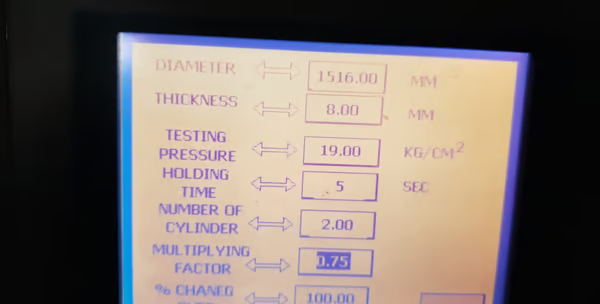 DIAMETER 1516.00 MM
THICKNESS 8.00 MM
TESTING
PRESSURE 19.00 KG/CM²
HOLDING
TIME 5 SEC
NUMBER OF
CYLINDER 2.00
MULTIPLYING
FACTOR 0.75
% CHANEG 100.00